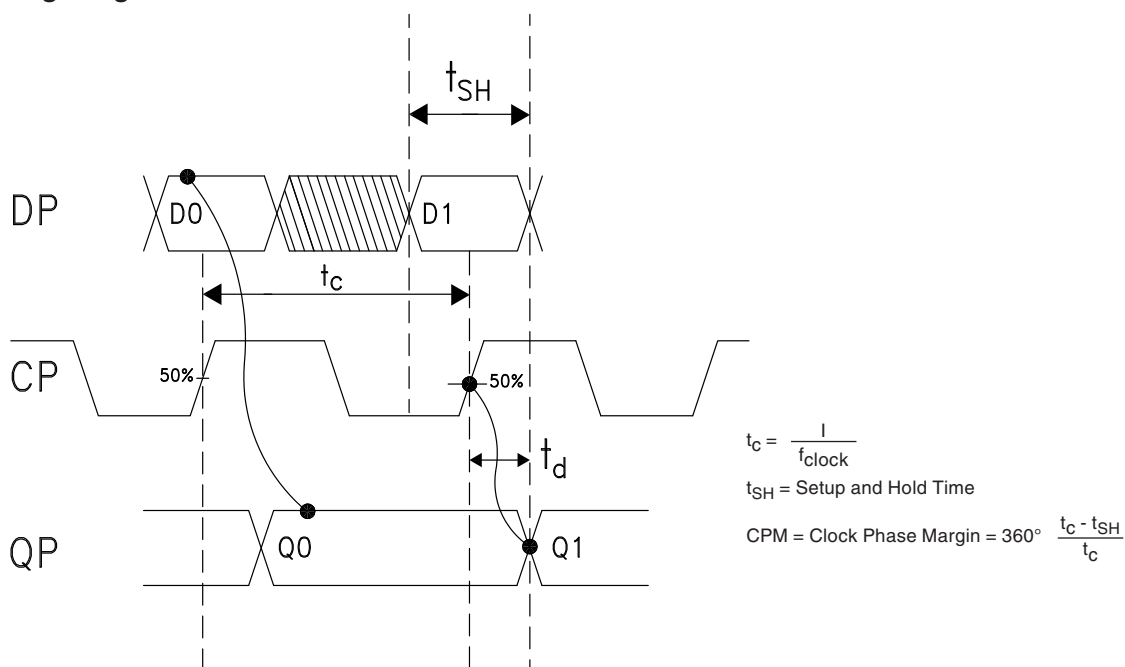 tSH
DP
D0
D1
tc
CP
50%
50%
tc = I / fclock
td
tSH = Setup and Hold Time
QP
Q0
Q1
CPM = Clock Phase Margin = 360° tc - tSH / tc